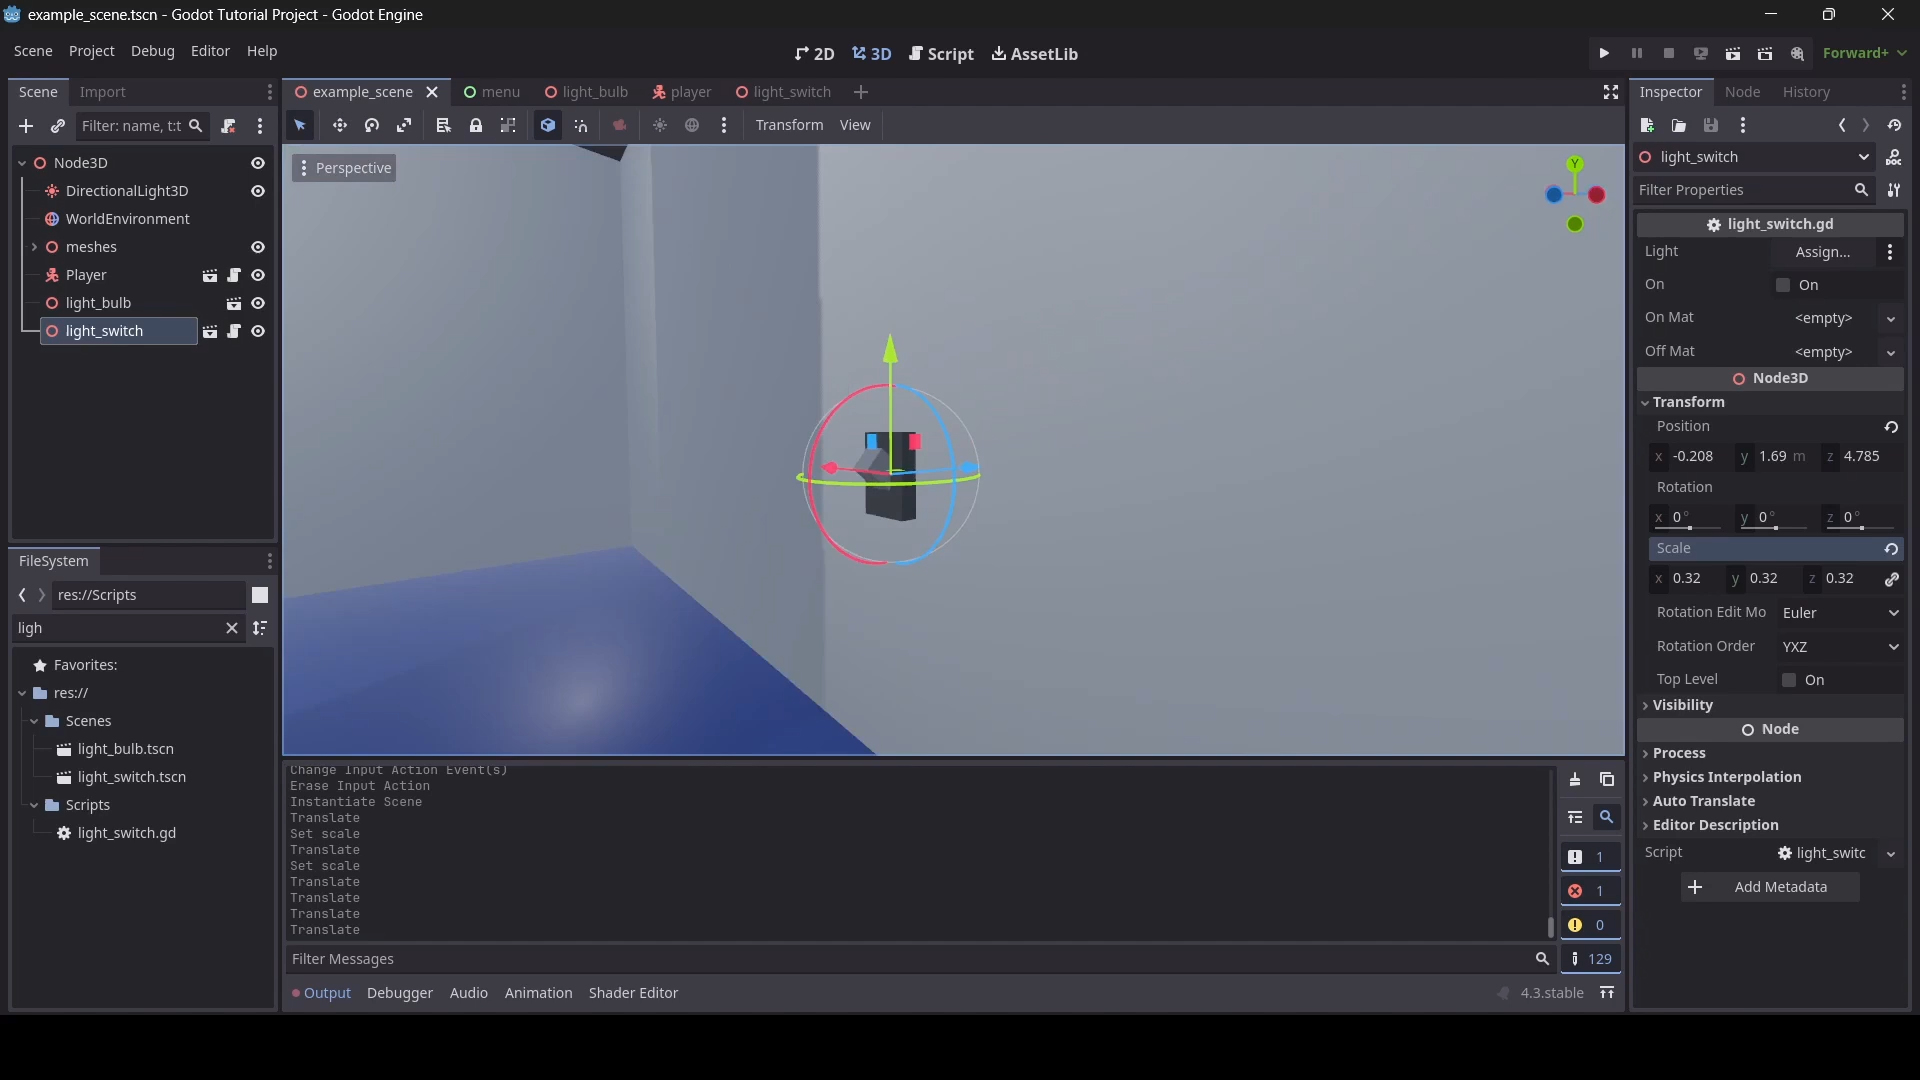 example_scene.tscn - Godot Tutorial Project - Godot Engine
Scene Project Debug Editor Help
2D 3D Script AssetLib
Forward+
Scene Import
example_scene menu light_bulb player light_switch
Inspector Node History
Filter: name, t:t
Transform View
light_switch
Filter Properties
Node3D
DirectionalLight3D
WorldEnvironment
meshes
Player
light_bulb
light_switch
Perspective
Y
light_switch.gd
Light Assign...
On On
On Mat <empty>
Off Mat <empty>
Node3D
Transform
Position
x -0.208 y 1.69 m z 4.785
Rotation
x 0° y 0° z 0°
Scale
x 0.32 y 0.32 z 0.32
Rotation Edit Mo Euler
Rotation Order YXZ
Top Level On
Visibility
Node
Process
Physics Interpolation
Auto Translate
Editor Description
Script light_switc
Add Metadata
FileSystem
res://Scripts
ligh
Favorites:
res://
Scenes
light_bulb.tscn
light_switch.tscn
Scripts
light_switch.gd
Change Input Action Event(s)
Erase Input Action
Instantiate Scene
Translate
Set scale
Translate
Set scale
Translate
Translate
Translate
Translate
1
1
0
129
Filter Messages
Output Debugger Audio Animation Shader Editor
4.3.stable